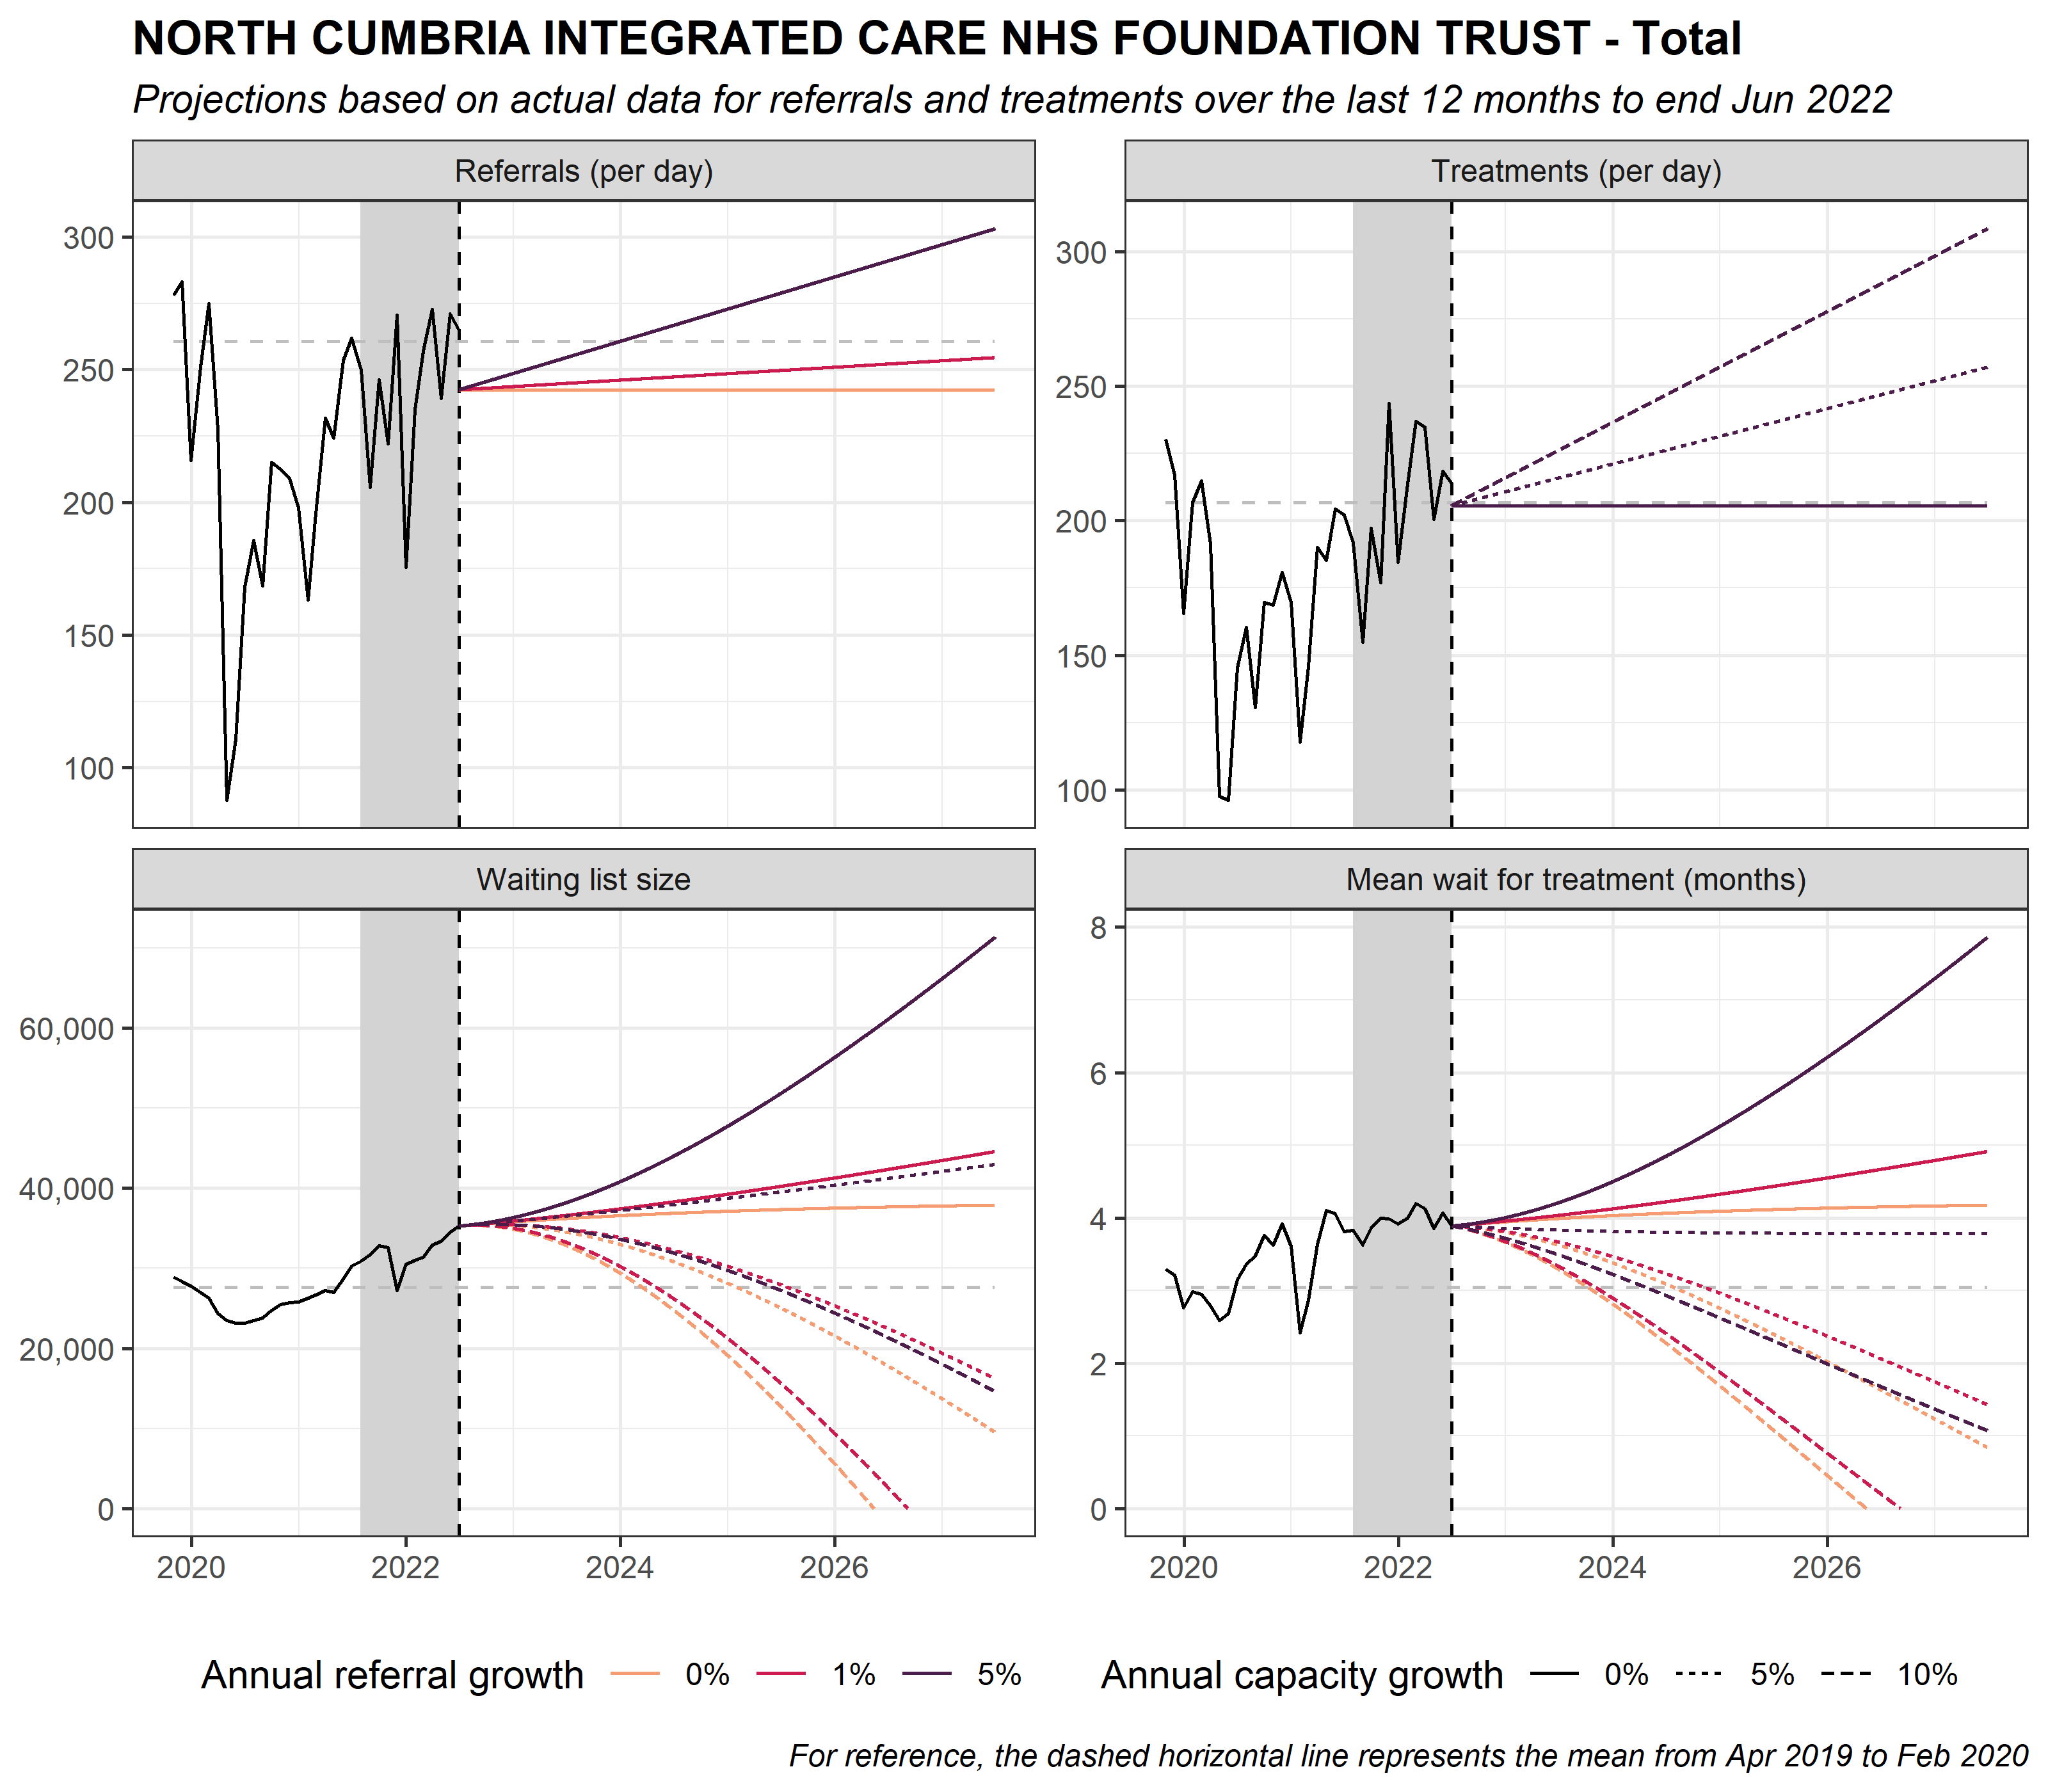 NORTH CUMBRIA INTEGRATED CARE NHS FOUNDATION TRUST - Total
Projections based on actual data for referrals and treatments over the last 12 months to end Jun 2022
Referrals (per day)
300
250
200
150
100
Treatments (per day)
300
250
200
150
100
Waiting list size
60,000
40,000
20,000
0
2020 2022 2024 2026
Mean wait for treatment (months)
8
6
4
2
0
2020 2022 2024 2026
Annual referral growth 0% 1% 5%
Annual capacity growth 0% 5% 10%
For reference, the dashed horizontal line represents the mean from Apr 2019 to Feb 2020